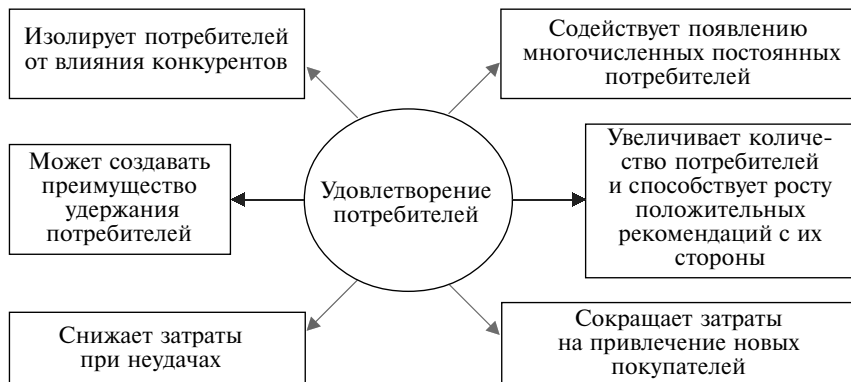 Изолирует потребителей
от влияния конкурентов
Содействует появлению
многочисленных постоянных
потребителей
Может создавать
преимущество
удержания
потребителей
Удовлетворение
потребителей
Увеличивает количе-
ство потребителей
и способствует росту
положительных
рекомендаций с их
стороны
Снижает затраты
при неудачах
Сокращает затраты
на привлечение новых
покупателей